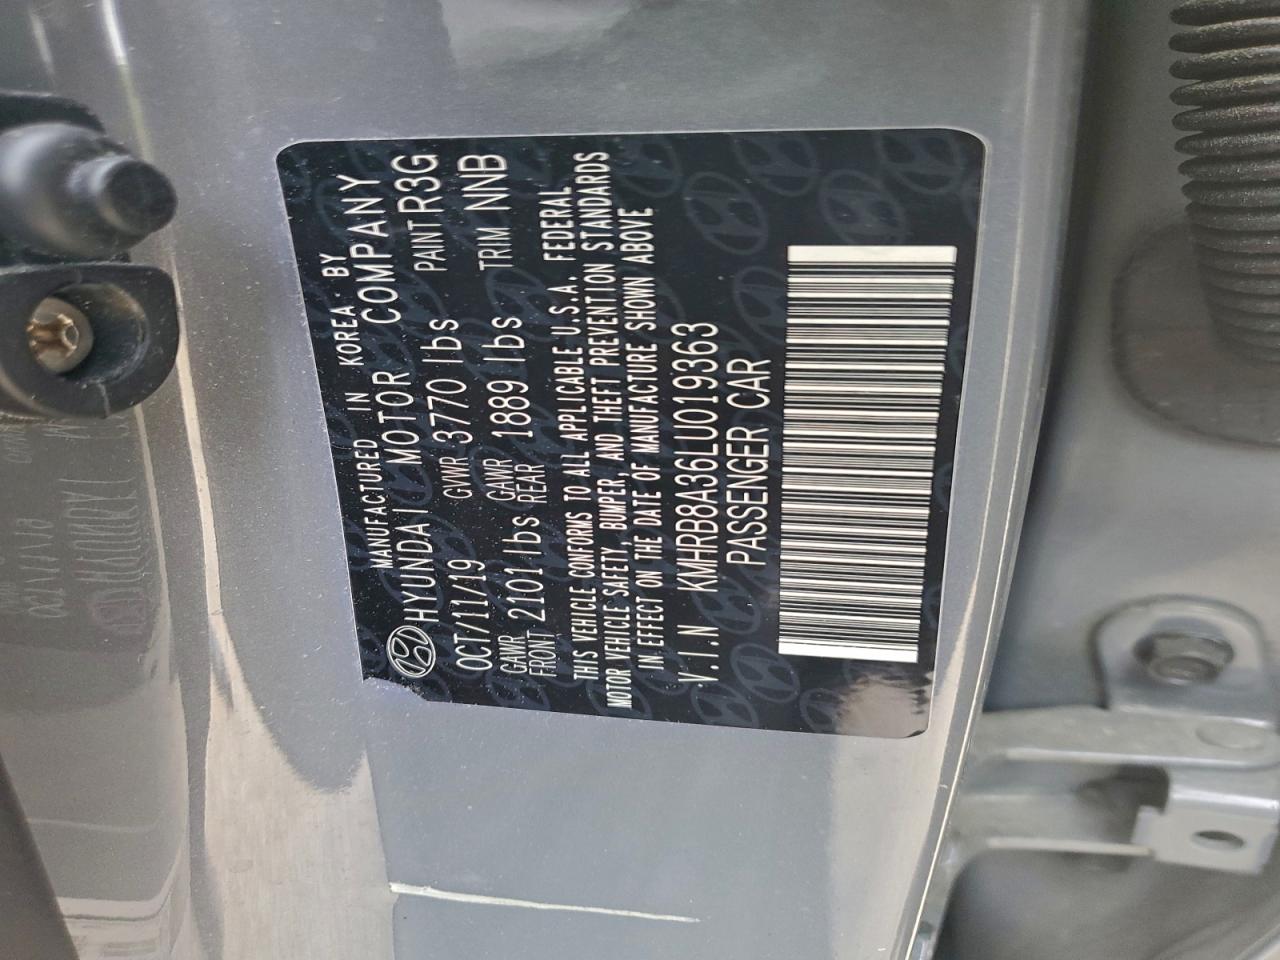 MANUFACTURED IN KOREA BY
HYUNDAI MOTOR COMPANY
OCT/11/19 GVWR 3770 lbs PAINT R3G
GAWR FRONT 2101 lbs GAWR REAR 1889 lbs TRIM NNB
THIS VEHICLE CONFORMS TO ALL APPLICABLE U.S.A. FEDERAL
MOTOR VEHICLE SAFETY, BUMPER, AND THEFT PREVENTION STANDARDS
IN EFFECT ON THE DATE OF MANUFACTURE SHOWN ABOVE
V.I.N KMHRB8A36LU019363
PASSENGER CAR